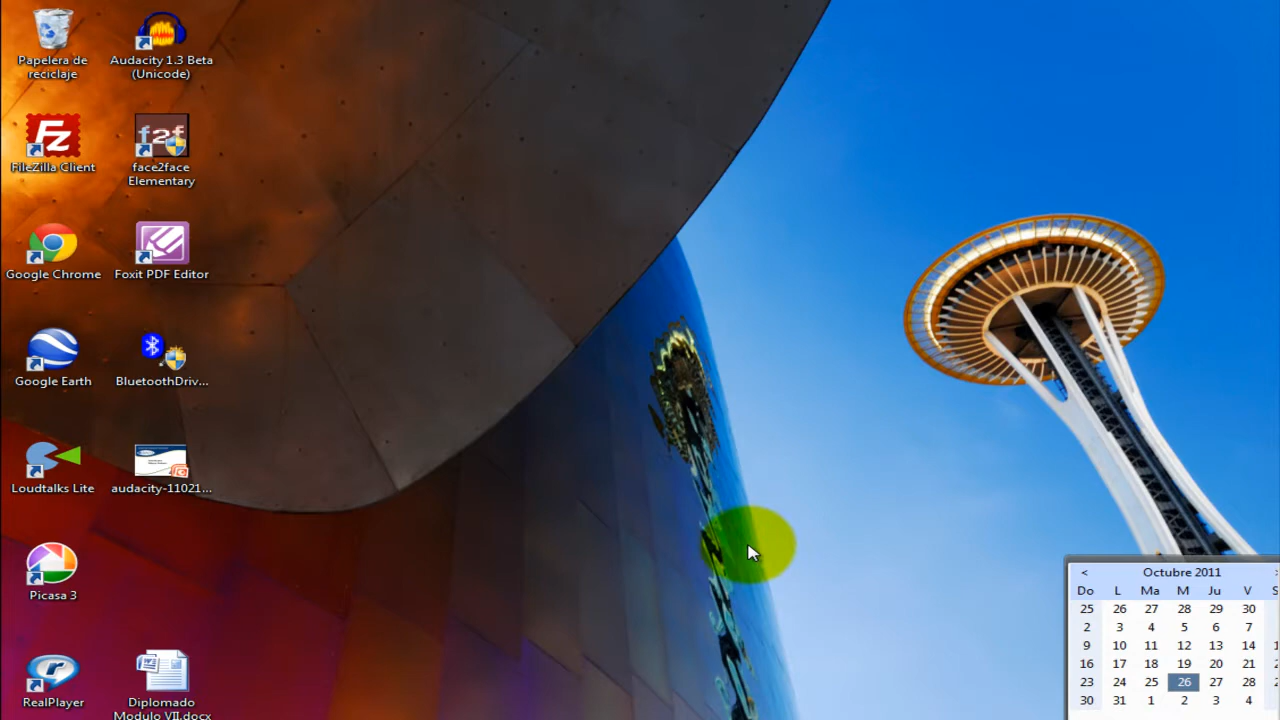 Papelera de
reciclaje
Audacity 1.3 Beta
(Unicode)
FZ
FileZilla Client
f2f
face2face
Elementary
Google Chrome
Foxit PDF Editor
Google Earth
BluetoothDriv...
Loudtalks Lite
audacity-11021...
Picasa 3
RealPlayer
Diplomado
Modulo VII.docx
< Octubre 2011 >
Do L Ma M Ju V
25 26 27 28 29 30
2 3 4 5 6 7
9 10 11 12 13 14
16 17 18 19 20 21
23 24 25 26 27 28
30 31 1 2 3 4